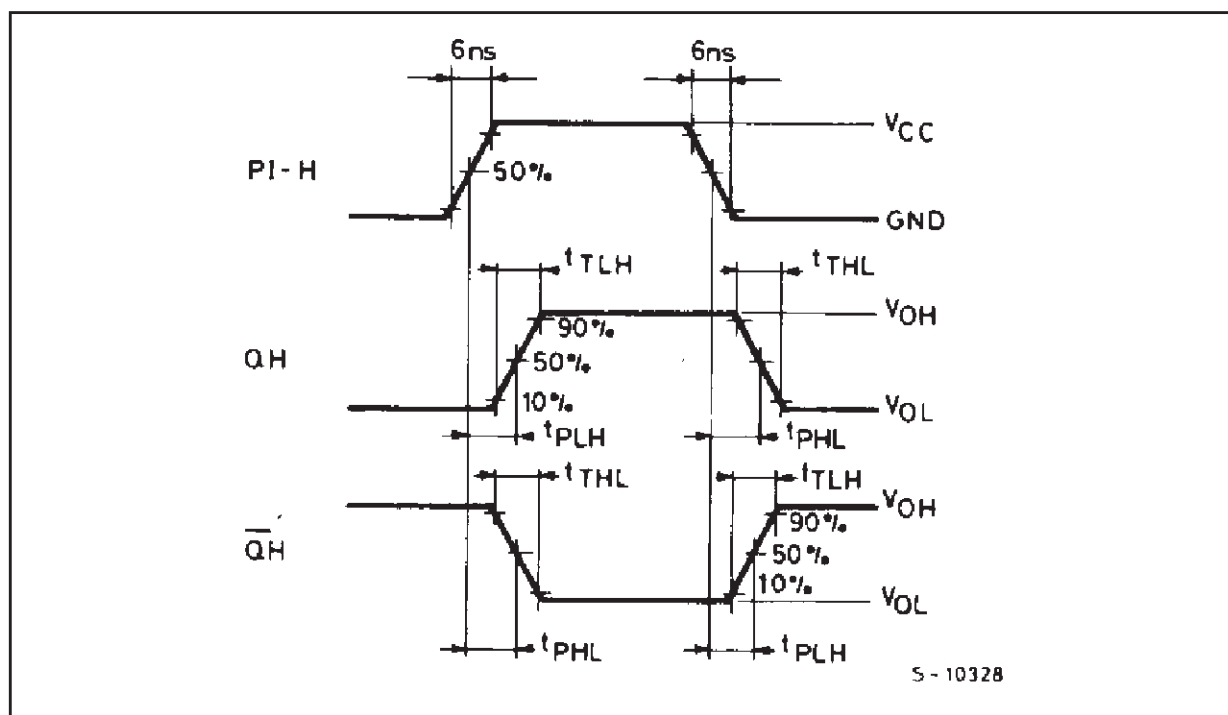 6ns 6ns
VCC
PI-H 50%
GND
tTLH tTHL
VOH
90%
QH 50%
10% VOL
tPLH tPHL
tTHL tTLH
VOH
90%
QH 50%
10%
VOL
tPHL tPLH
S-10328